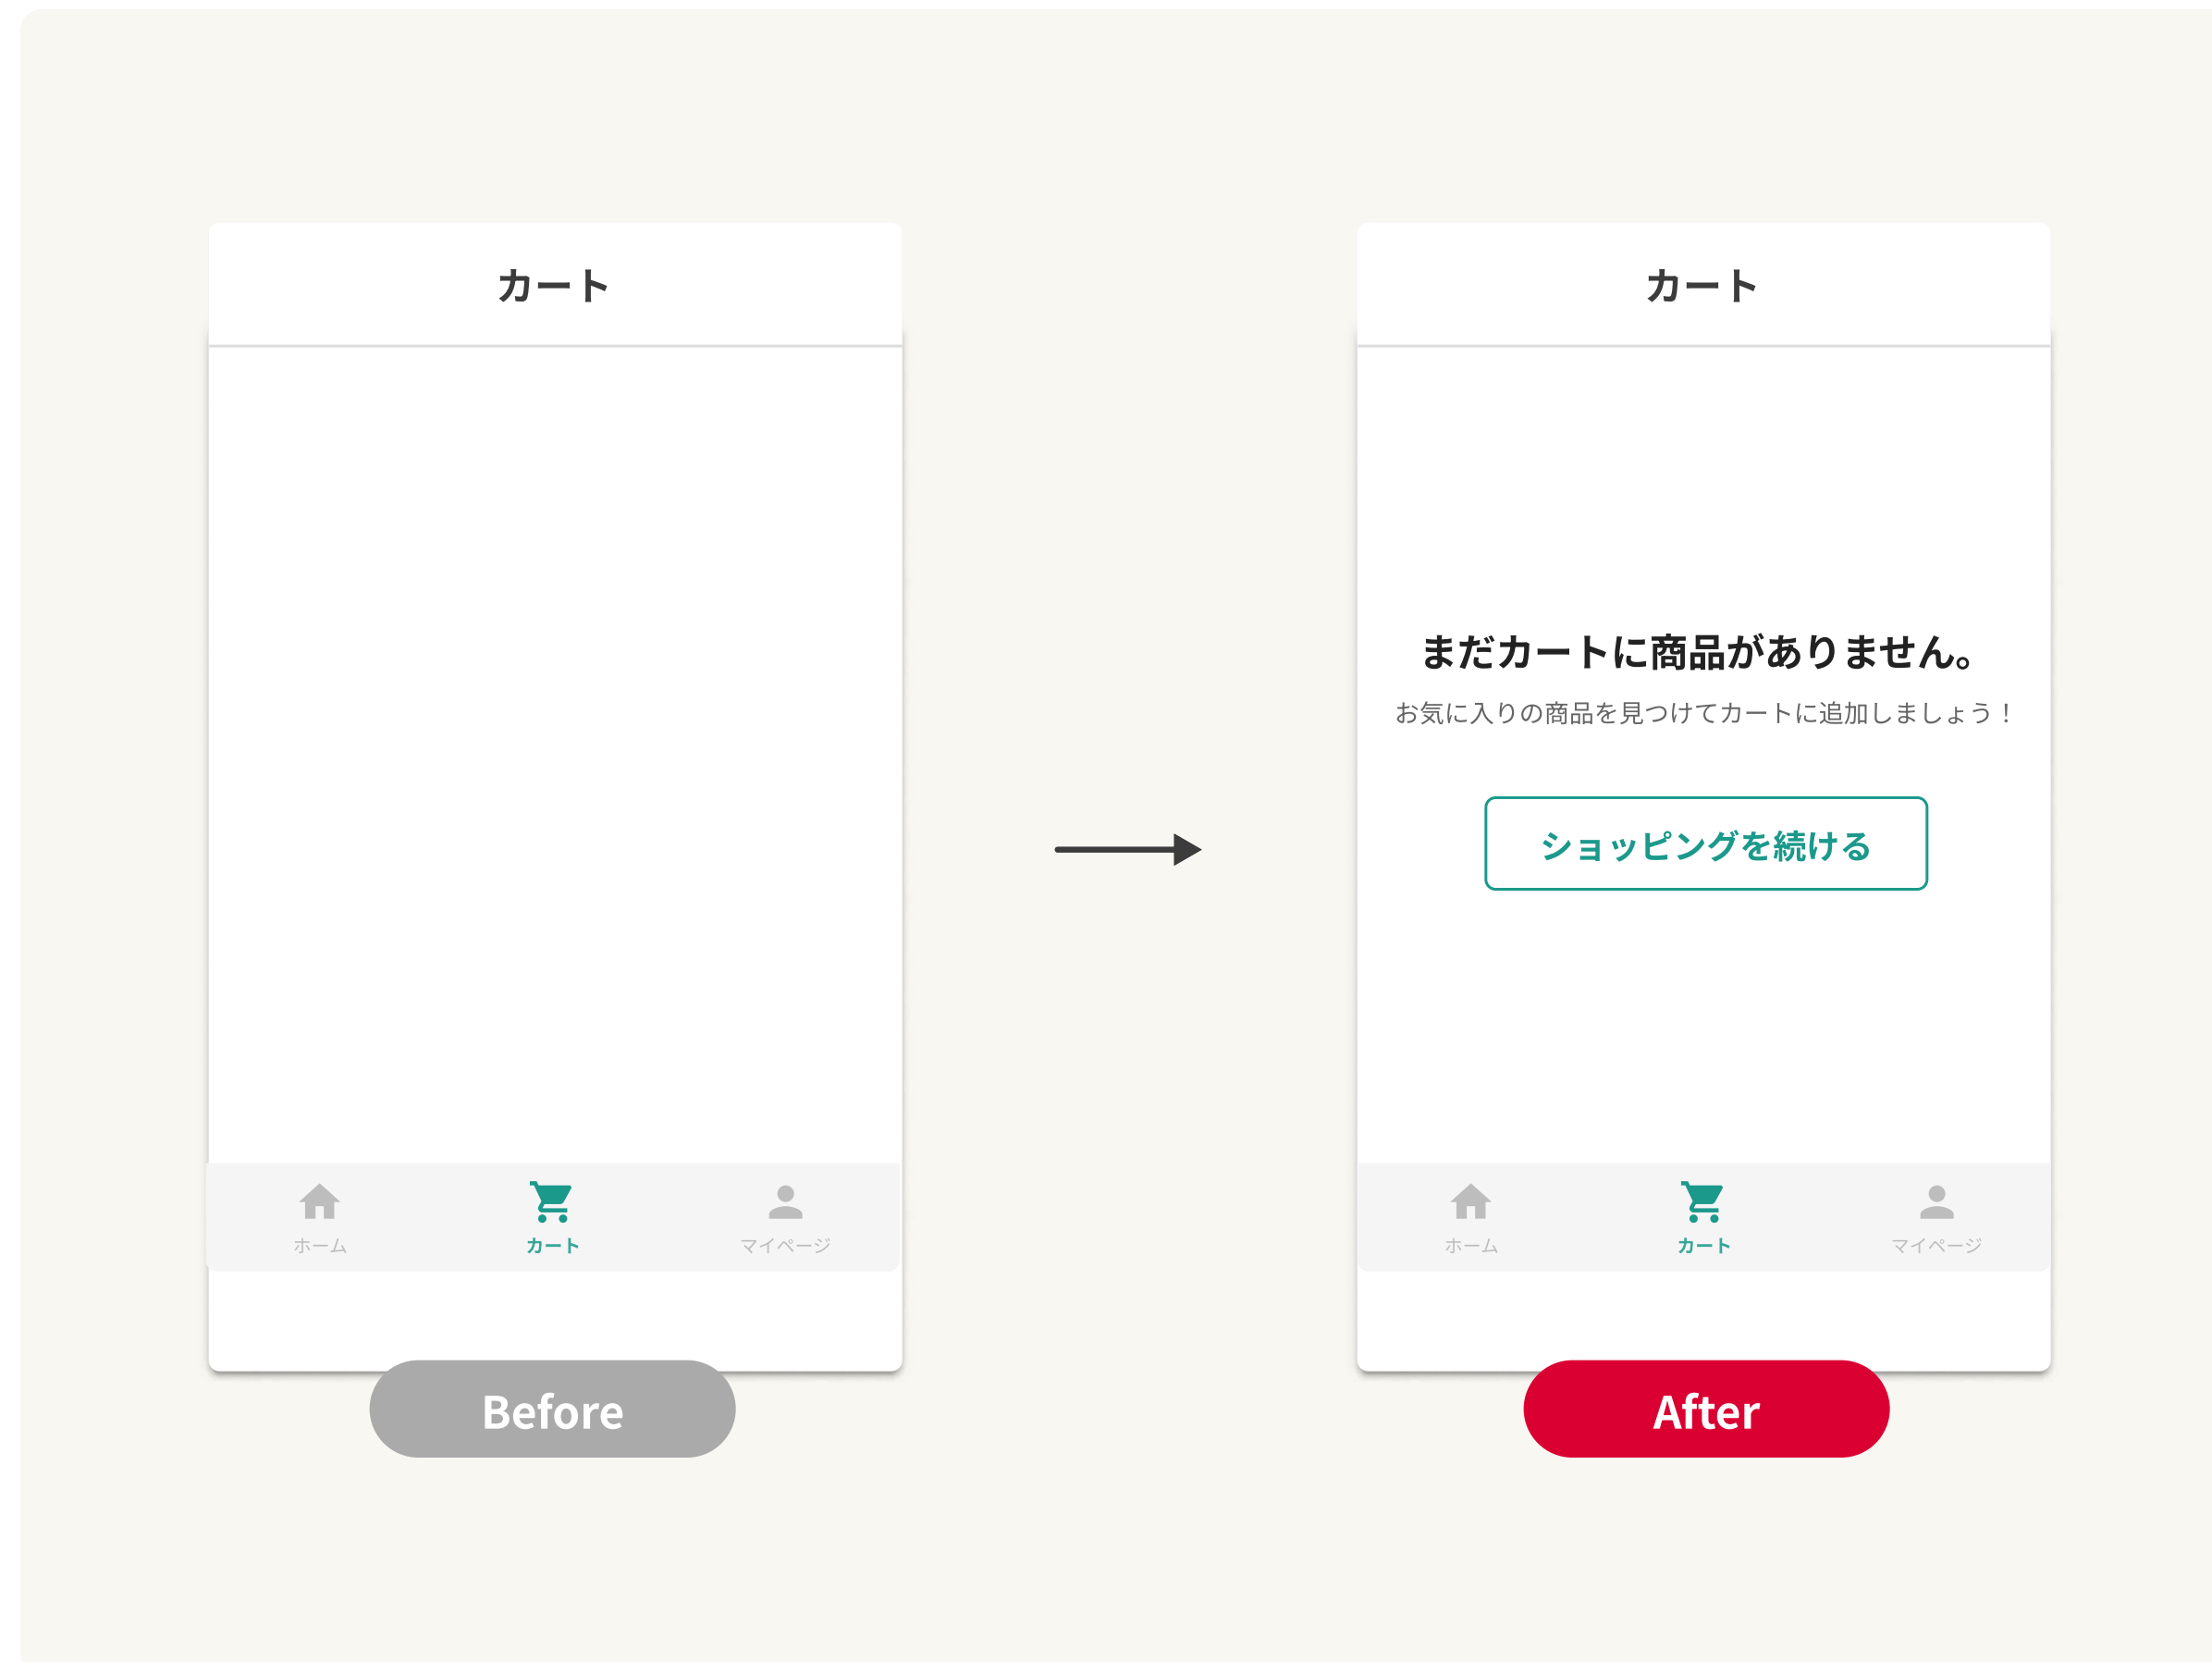 カート
ホーム
カート
マイページ
Before
カート
まだカートに商品がありません。
お気に入りの商品を見つけてカートに追加しましょう！
ショッピングを続ける
ホーム
カート
マイページ
After